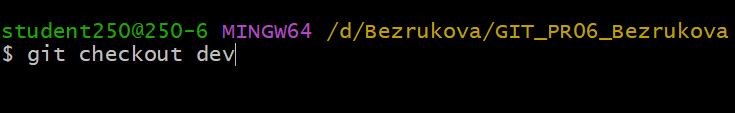 student250@250-6 MINGW64 /d/Bezrukova/GIT_PR06_Bezrukova
$ git checkout dev